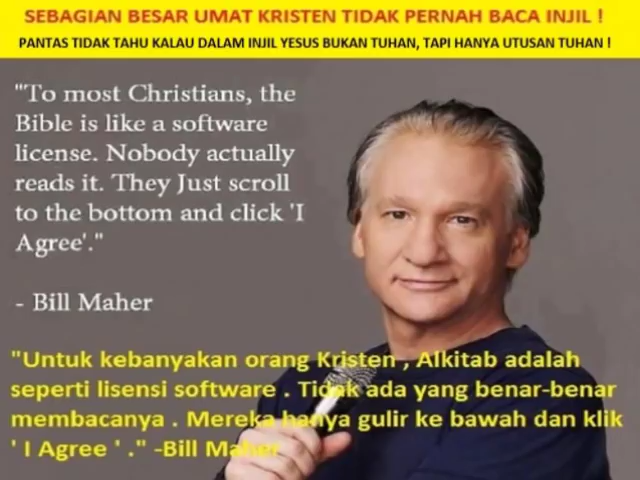 SEBAGIAN BESAR UMAT KRISTEN TIDAK PERNAH BACA INJIL !
PANTAS TIDAK TAHU KALAU DALAM INJIL YESUS BUKAN TUHAN, TAPI HANYA UTUSAN TUHAN !
"To most Christians, the
Bible is like a software
license. Nobody actually
reads it. They Just scroll
to the bottom and click 'I
Agree'."
- Bill Maher
"Untuk kebanyakan orang Kristen , Alkitab adalah
seperti lisensi software . Tidak ada yang benar-benar
membacanya . Mereka hanya gulir ke bawah dan klik
' I Agree ' ." -Bill Maher